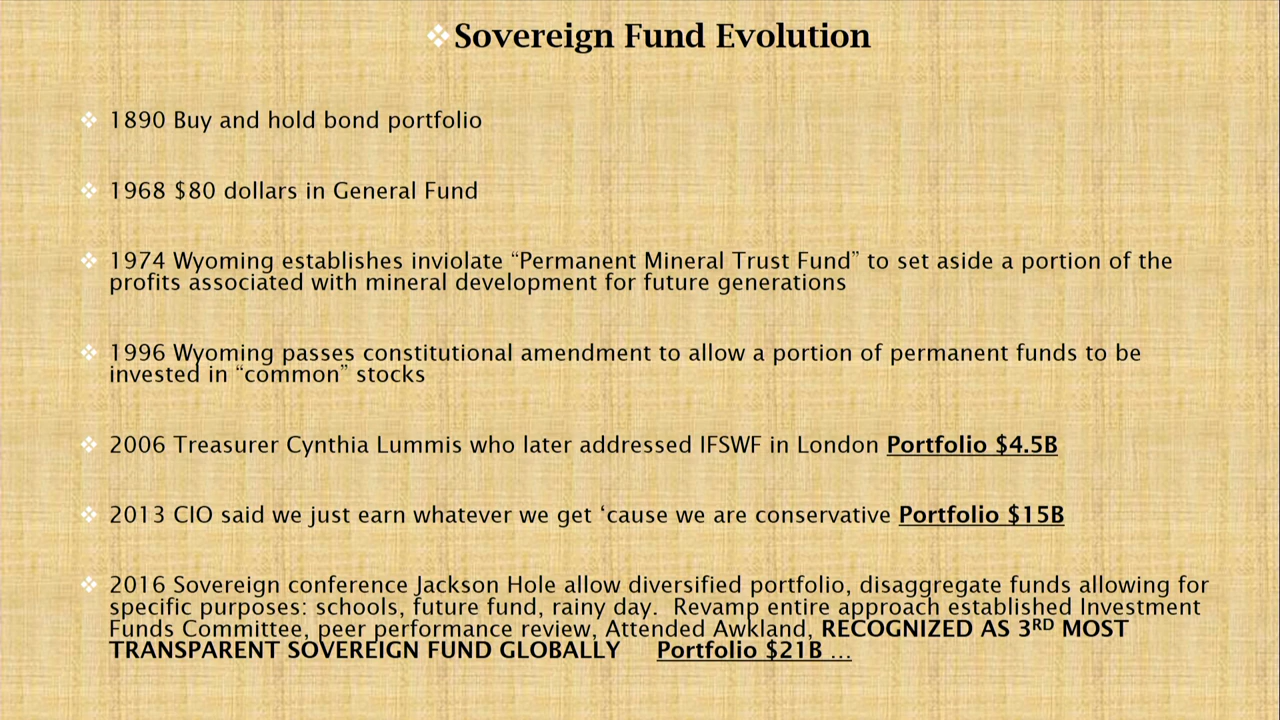 Sovereign Fund Evolution
1890 Buy and hold bond portfolio
1968 $80 dollars in General Fund
1974 Wyoming establishes inviolate “Permanent Mineral Trust Fund” to set aside a portion of the
profits associated with mineral development for future generations
1996 Wyoming passes constitutional amendment to allow a portion of permanent funds to be
invested in “common” stocks
2006 Treasurer Cynthia Lummis who later addressed IFSWF in London Portfolio $4.5B
2013 CIO said we just earn whatever we get ‘cause we are conservative Portfolio $15B
2016 Sovereign conference Jackson Hole allow diversified portfolio, disaggregate funds allowing for
specific purposes: schools, future fund, rainy day.  Revamp entire approach established Investment
Funds Committee, peer performance review, Attended Awkland, RECOGNIZED AS 3RD MOST
TRANSPARENT SOVEREIGN FUND GLOBALLY Portfolio $21B ...